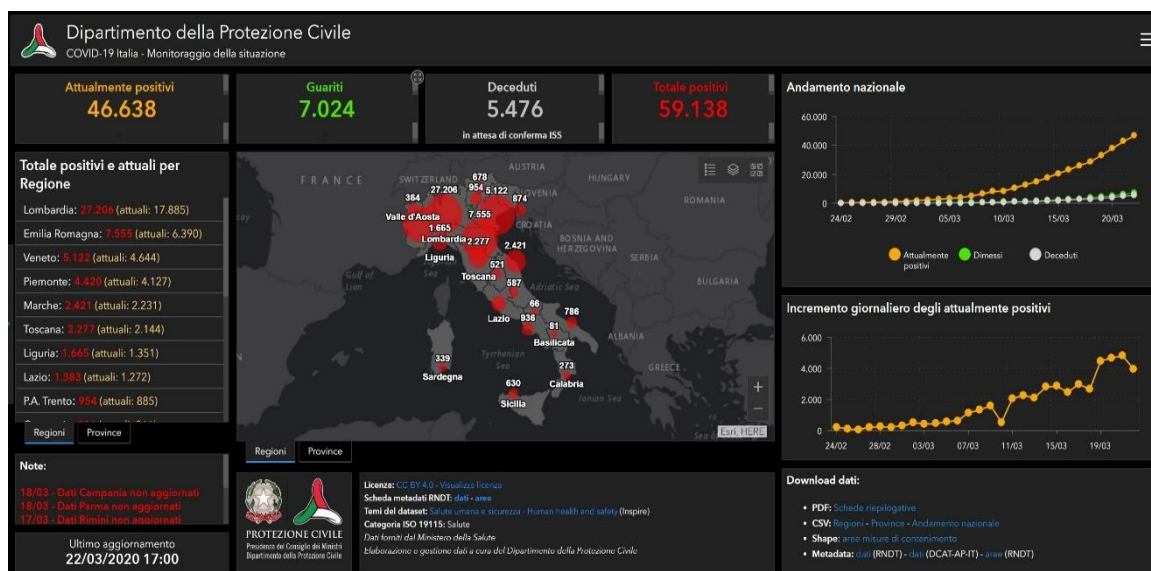 Dipartimento della Protezione Civile
COVID-19 Italia - Monitoraggio della situazione
Attualmente positivi
46.638
Guariti
7.024
Deceduti
5.476
in attesa di conferma ISS
Totale positivi
59.138
Totale positivi e attuali per
Regione
Lombardia: 27.206 (attuali: 17.885)
Emilia Romagna: 7.555 (attuali: 6.390)
Veneto: 5.122 (attuali: 4.644)
Piemonte: 4.420 (attuali: 4.127)
Marche: 2.421 (attuali: 2.231)
Toscana: 2.277 (attuali: 2.144)
Liguria: 1.665 (attuali: 1.351)
Lazio: 1.383 (attuali: 1.272)
P.A. Trento: 954 (attuali: 885)
Regioni Province
Note:
18/03 - Dati Campania non aggiornati
18/03 - Dati Parma non aggiornati
17/03 - Dati Rimini non aggiornati
Ultimo aggiornamento
22/03/2020 17:00
FRANCE
SWITZERLAND
AUSTRIA
HUNGARY
SLOVENIA
ROMANIA
CROATIA
BOSNIA AND
HERZEGOVINA
SERBIA
BULGARIA
ALBANIA
GREECE
Gulf of
Lion
Sea
Adriatic Sea
Tyrrhenian
Sea
Ionian Sea
678
27.206
954
5.122
364
874
Valle d'Aosta
7.555
1.665
Lombardia
2.277
2.421
Liguria
521
Toscana
587
66
Lazio
936
81
786
Basilicata
339
Sardegna
273
Calabria
630
Sicilia
+
−
Esri, HERE
Regioni Province
PROTEZIONE CIVILE
Presidenza del Consiglio dei Ministri
Dipartimento della Protezione Civile
Licenza: CC BY 4.0 - Visualizza licenza
Scheda metadati RNDT: dati - aree
Temi del dataset: Salute umana e sicurezza - Human health and safety (Inspire)
Categoria ISO 19115: Salute
Dati forniti dal Ministero della Salute
Elaborazione e gestione dati a cura del Dipartimento della Protezione Civile
Andamento nazionale
60.000
40.000
20.000
0
24/02 29/02 05/03 10/03 15/03 20/03
Attualmente
positivi
Dimessi
Deceduti
Incremento giornaliero degli attualmente positivi
6.000
4.000
2.000
0
24/02 28/02 03/03 07/03 11/03 15/03 19/03
Download dati:
• PDF: Schede riepilogative
• CSV: Regioni - Province - Andamento nazionale
• Shape: aree misure di contenimento
• Metadata: dati (RNDT) - dati (DCAT-AP-IT) - aree (RNDT)